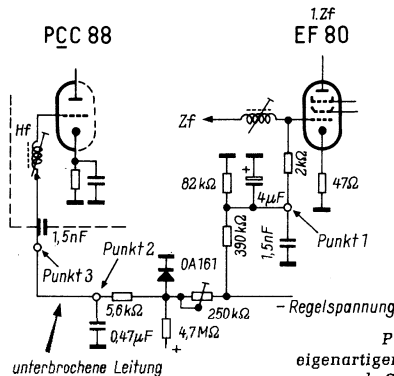 1.Zf
PCC 88
EF 80
Hf
Zf
2kΩ
82kΩ
+
4µF
47Ω
1,5nF
390kΩ
1,5nF
Punkt 1
Punkt 2
Punkt 3
0A161
– Regelspannung
5,6kΩ
250kΩ
0,47µF
4,7MΩ
+
unterbrochene Leitung
P
eigenartiger